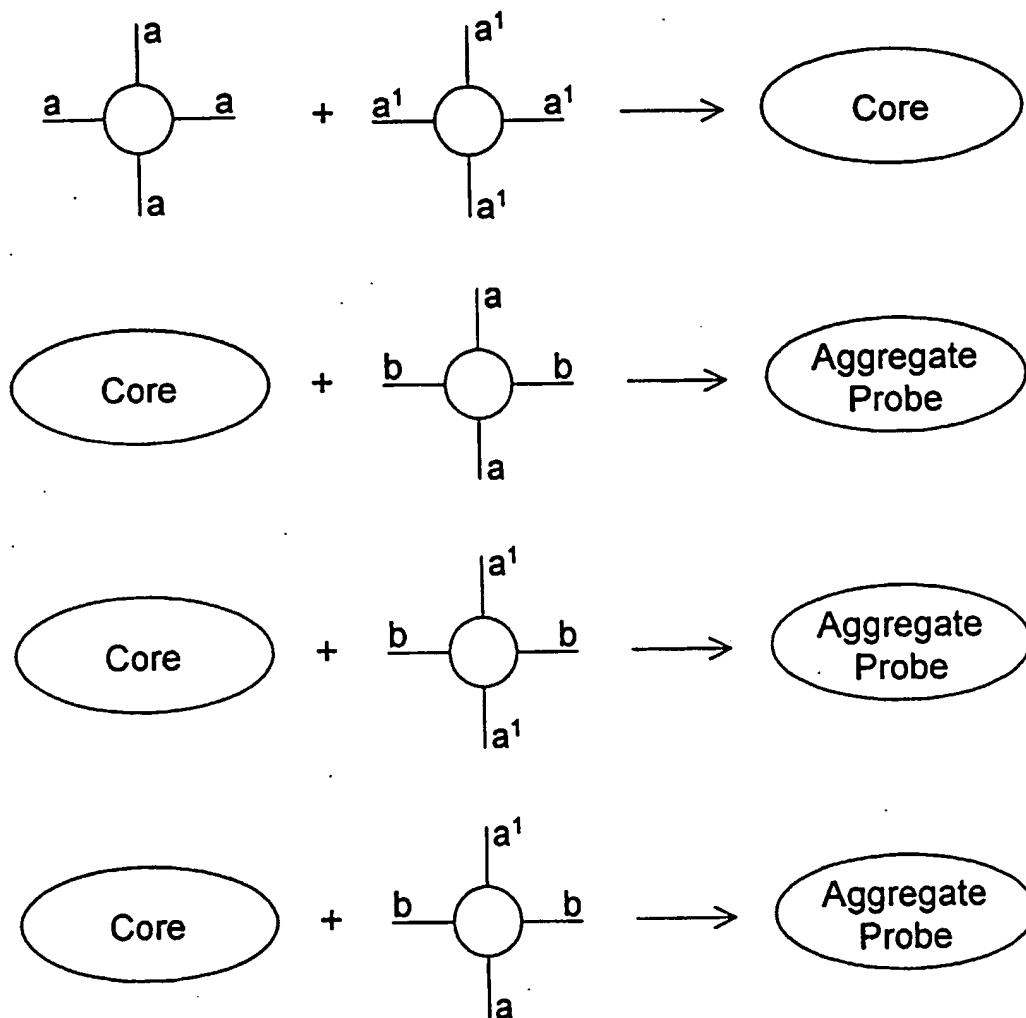 a
a a
a
+
a¹
a¹ a¹
a¹
Core
Core
+
a
b b
a
Aggregate
Probe
Core
+
a¹
b b
a¹
Aggregate
Probe
Core
+
a¹
b b
a
Aggregate
Probe